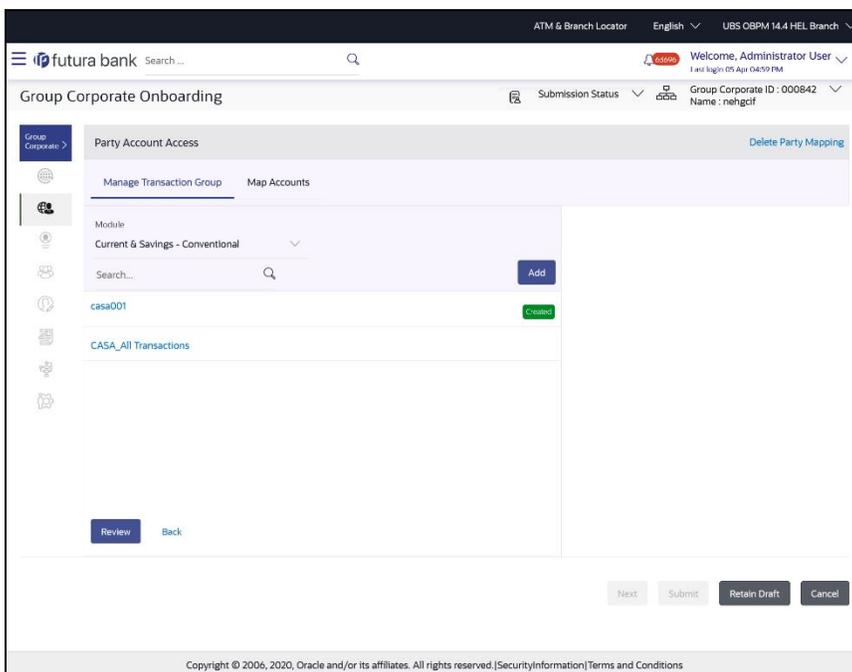 ATM & Branch Locator English UBS OBPM 14.4 HEL Branch
futura bank Search ... 63696 Welcome, Administrator User
Last login 05 Apr 04:59 PM
Group Corporate Onboarding Submission Status Group Corporate ID : 000842
Name : nehgcif
Group Corporate > Party Account Access Delete Party Mapping
Manage Transaction Group Map Accounts
Module
Current & Savings - Conventional
Search... Add
casa001 Created
CASA_All Transactions
Review Back
Next Submit Retain Draft Cancel
Copyright © 2006, 2020, Oracle and/or its affiliates. All rights reserved.|SecurityInformation|Terms and Conditions